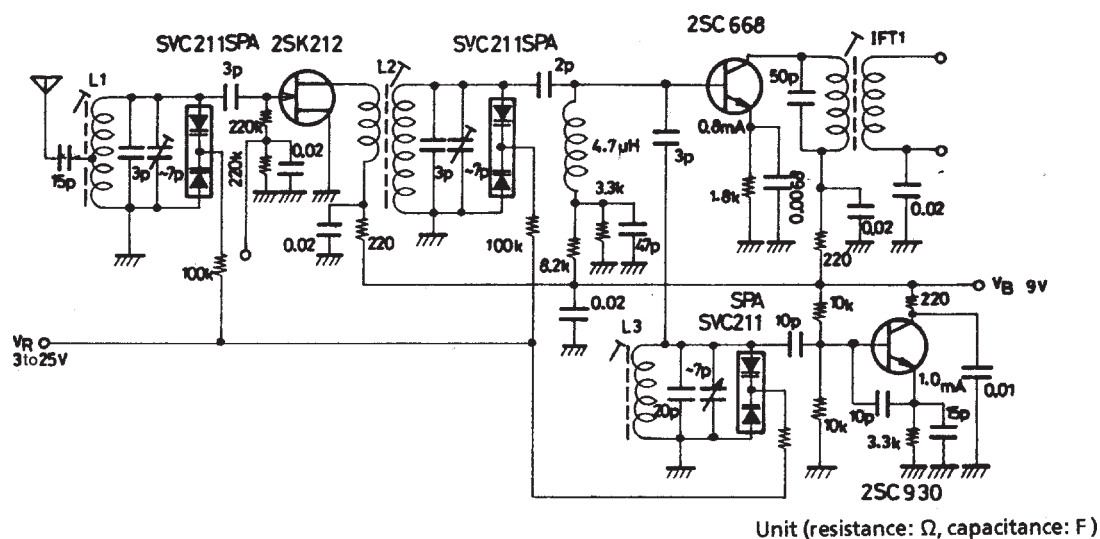 2SC668
SVC211SPA 2SK212
SVC211SPA
IFT1
L1
3p
L2
2p
50p
220k
0.8mA
4.7μH
3p
0.02
220k
15p
3p
~7p
3p
~7p
3.3k
1.8k
0.0068
0.02
0.02
0.02
220
100k
8.2k
47p
220
100k
VB 9V
0.02
SPA
SVC211
10k
220
VR
3to25V
L3
10p
~7p
1.0mA
0.01
20p
10k
10p
15p
3.3k
2SC930
Unit (resistance: Ω, capacitance: F)